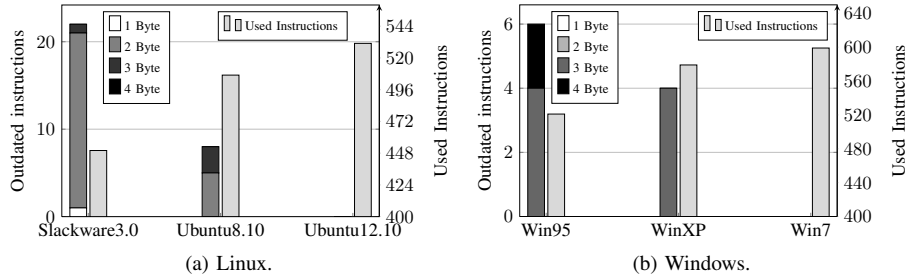 Outdated instructions
20
10
0
1 Byte
2 Byte
3 Byte
4 Byte
Used Instructions
544
520
496
472
448
424
400
Used Instructions
Slackware3.0 Ubuntu8.10 Ubuntu12.10
(a) Linux.
Outdated instructions
6
4
2
0
1 Byte
2 Byte
3 Byte
4 Byte
Used Instructions
640
600
560
520
480
440
400
Used Instructions
Win95 WinXP Win7
(b) Windows.